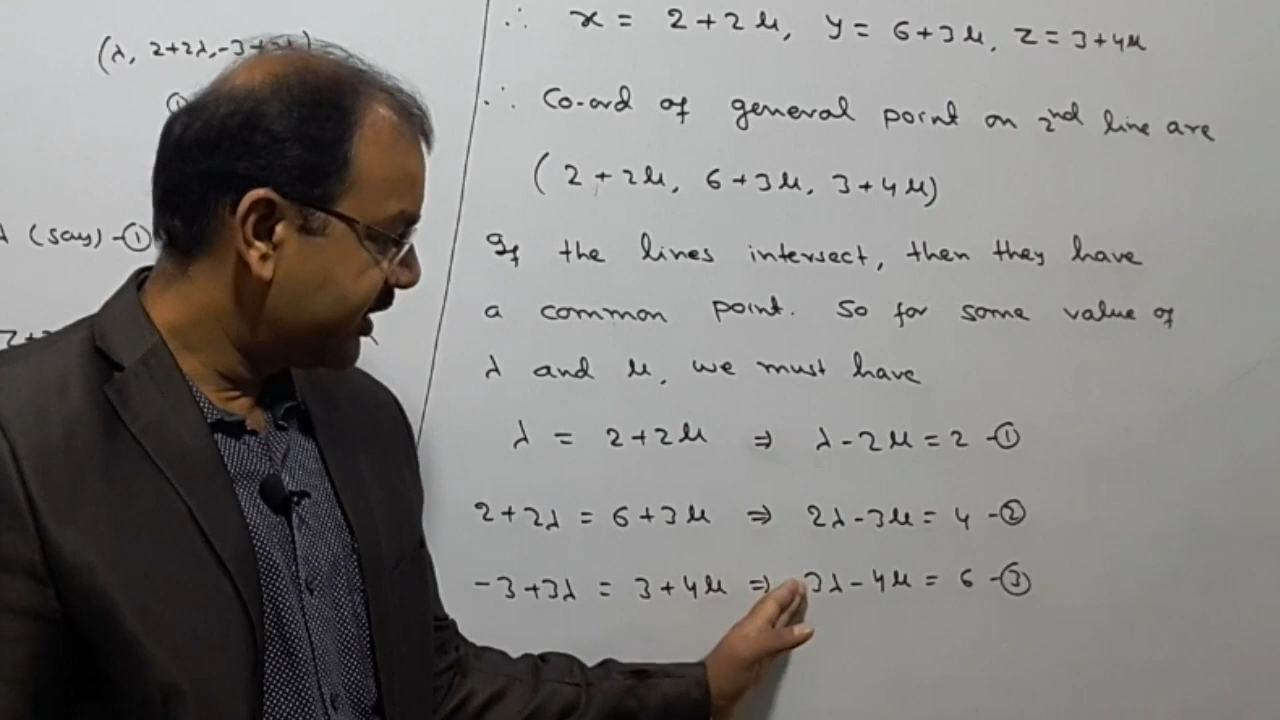 (λ, 2+2λ, -3+3λ)
λ (say) -①
∴ x = 2+2μ, y = 6+3μ, z = 3+4μ
∴ Co-ord of general point on 2nd line are
(2+2μ, 6+3μ, 3+4μ)
If the lines intersect, then they have
a common point. So for some value of
λ and μ, we must have
λ = 2+2μ ⇒ λ-2μ = 2 -①
2+2λ = 6+3μ ⇒ 2λ-3μ = 4 -②
-3+3λ = 3+4μ ⇒ 3λ-4μ = 6 -③